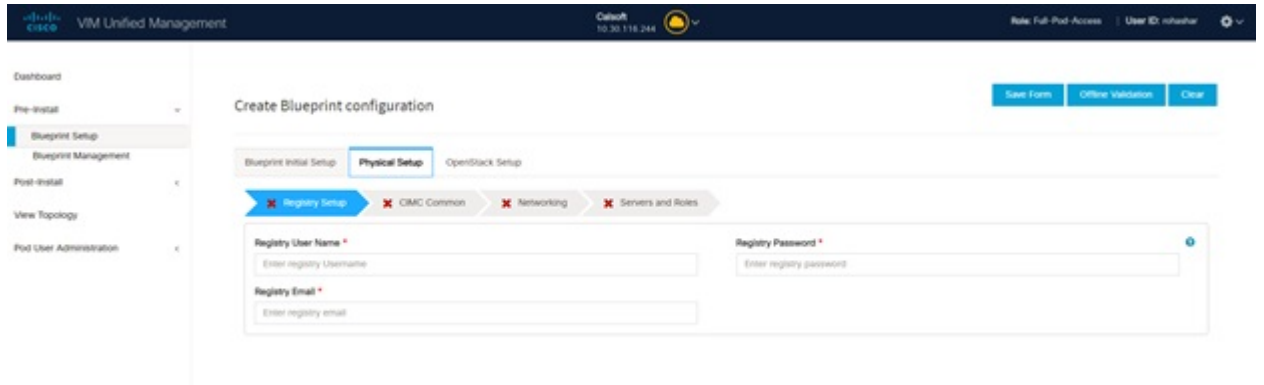 CISCO
VIM Unified Management
Calsoft
10.30.116.244
Role: Full-Pod-Access | User ID: rohashar
Dashboard
Pre-Install
Blueprint Setup
Blueprint Management
Post-Install
View Topology
Pod User Administration
Create Blueprint configuration
Save Form
Offline Validation
Clear
Blueprint Initial Setup
Physical Setup
OpenStack Setup
Registry Setup
CIMC Common
Networking
Servers and Roles
Registry User Name *
Enter registry Username
Registry Password *
Enter registry password
Registry Email *
Enter registry email